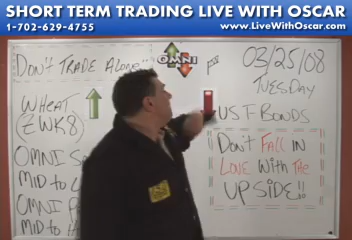 SHORT TERM TRADING LIVE WITH OSCAR
1-702-629-4755
www.LiveWithOscar.com
DON'T TRADE ALONE
OMNI
03/25/08
TUESDAY
WHEAT
(ZWK8)
UST-BONDS
OMNI
MID TO
OMNI
MID TO
DON'T FALL IN
LOVE WITH THE
UPSIDE!!